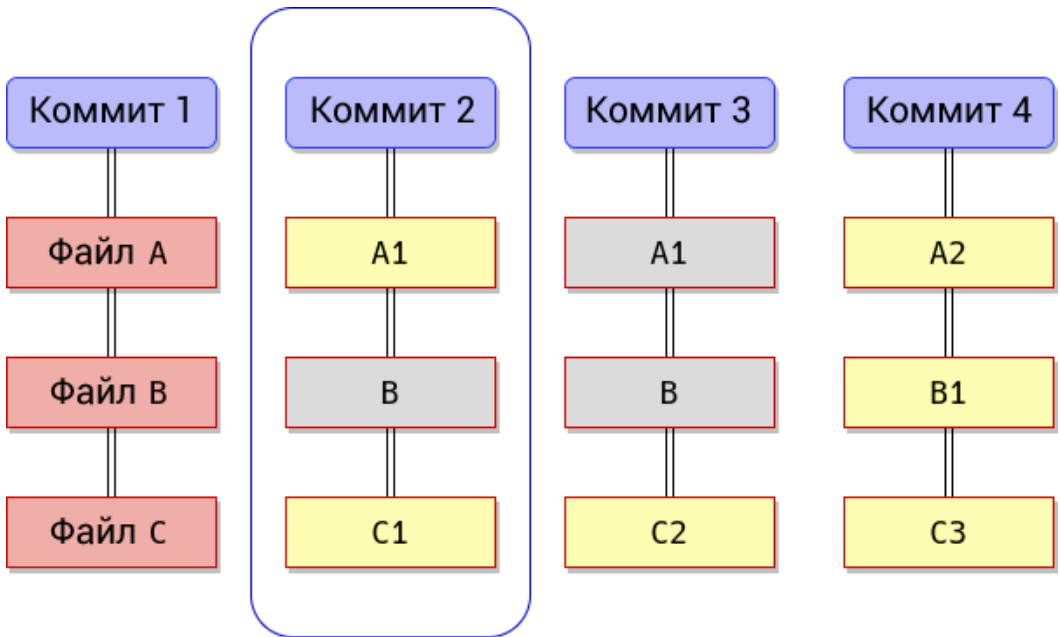 Коммит 1
Коммит 2
Коммит 3
Коммит 4
Файл A
A1
A1
A2
Файл B
B
B
B1
Файл C
C1
C2
C3